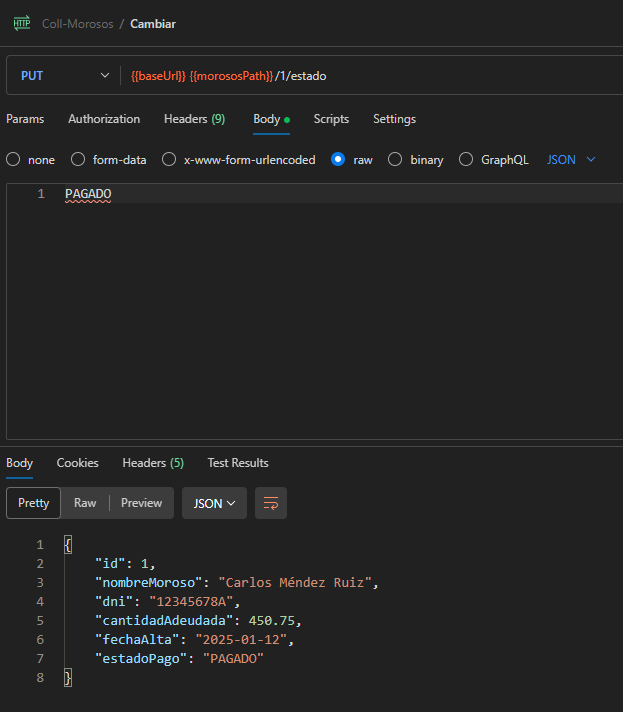 HTTP Coll-Morosos / Cambiar
PUT {{baseUrl}} {{morososPath}}/1/estado
Params Authorization Headers (9) Body Scripts Settings
none form-data x-www-form-urlencoded raw binary GraphQL JSON
1 PAGADO
Body Cookies Headers (5) Test Results
Pretty Raw Preview JSON
1 {
2 "id": 1,
3 "nombreMoroso": "Carlos Méndez Ruiz",
4 "dni": "12345678A",
5 "cantidadAdeudada": 450.75,
6 "fechaAlta": "2025-01-12",
7 "estadoPago": "PAGADO"
8 }